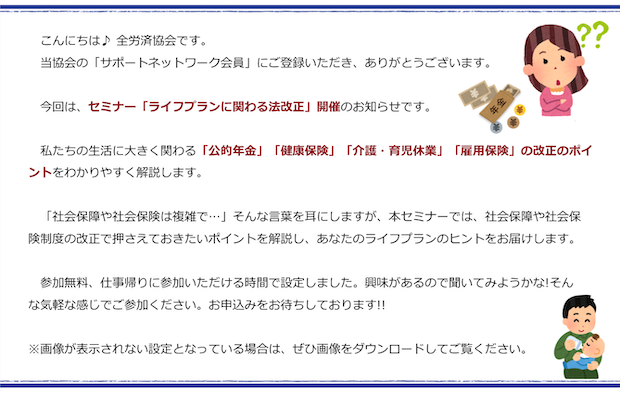 こんにちは♪ 全労済協会です。
当協会の「サポートネットワーク会員」にご登録いただき、ありがとうございます。
??
年金
今回は、セミナー「ライフプランに関わる法改正」開催のお知らせです。
私たちの生活に大きく関わる「公的年金」「健康保険」「介護・育児休業」「雇用保険」の改正のポイ
ントをわかりやすく解説します。
「社会保障や社会保険は複雑で…」そんな言葉を耳にしますが、本セミナーでは、社会保障や社会保
険制度の改正で押さえておきたいポイントを解説し、あなたのライフプランのヒントをお届けします。
参加無料、仕事帰りに参加いただける時間で設定しました。興味があるので聞いてみようかな!そん
な気軽な感じでご参加ください。お申込みをお待ちしております!!
※画像が表示されない設定となっている場合は、ぜひ画像をダウンロードしてご覧ください。